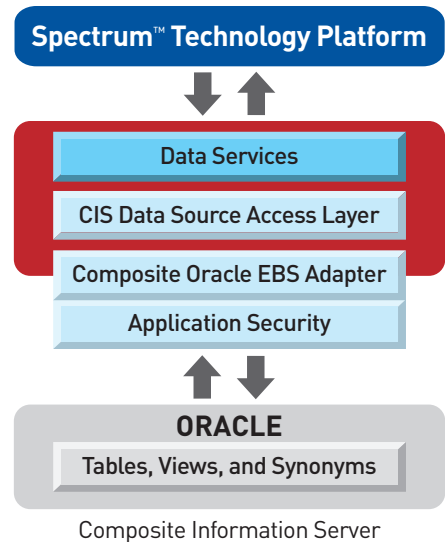 Spectrum™ Technology Platform
Data Services
CIS Data Source Access Layer
Composite Oracle EBS Adapter
Application Security
ORACLE
Tables, Views, and Synonyms
Composite Information Server